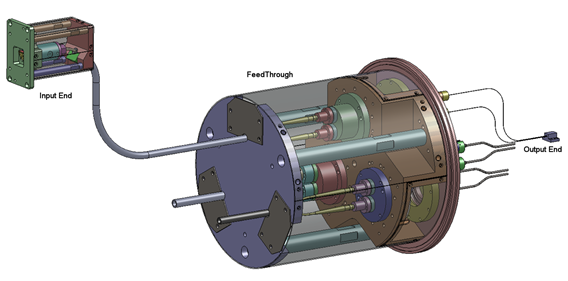 FeedThrough
Input End
Output End